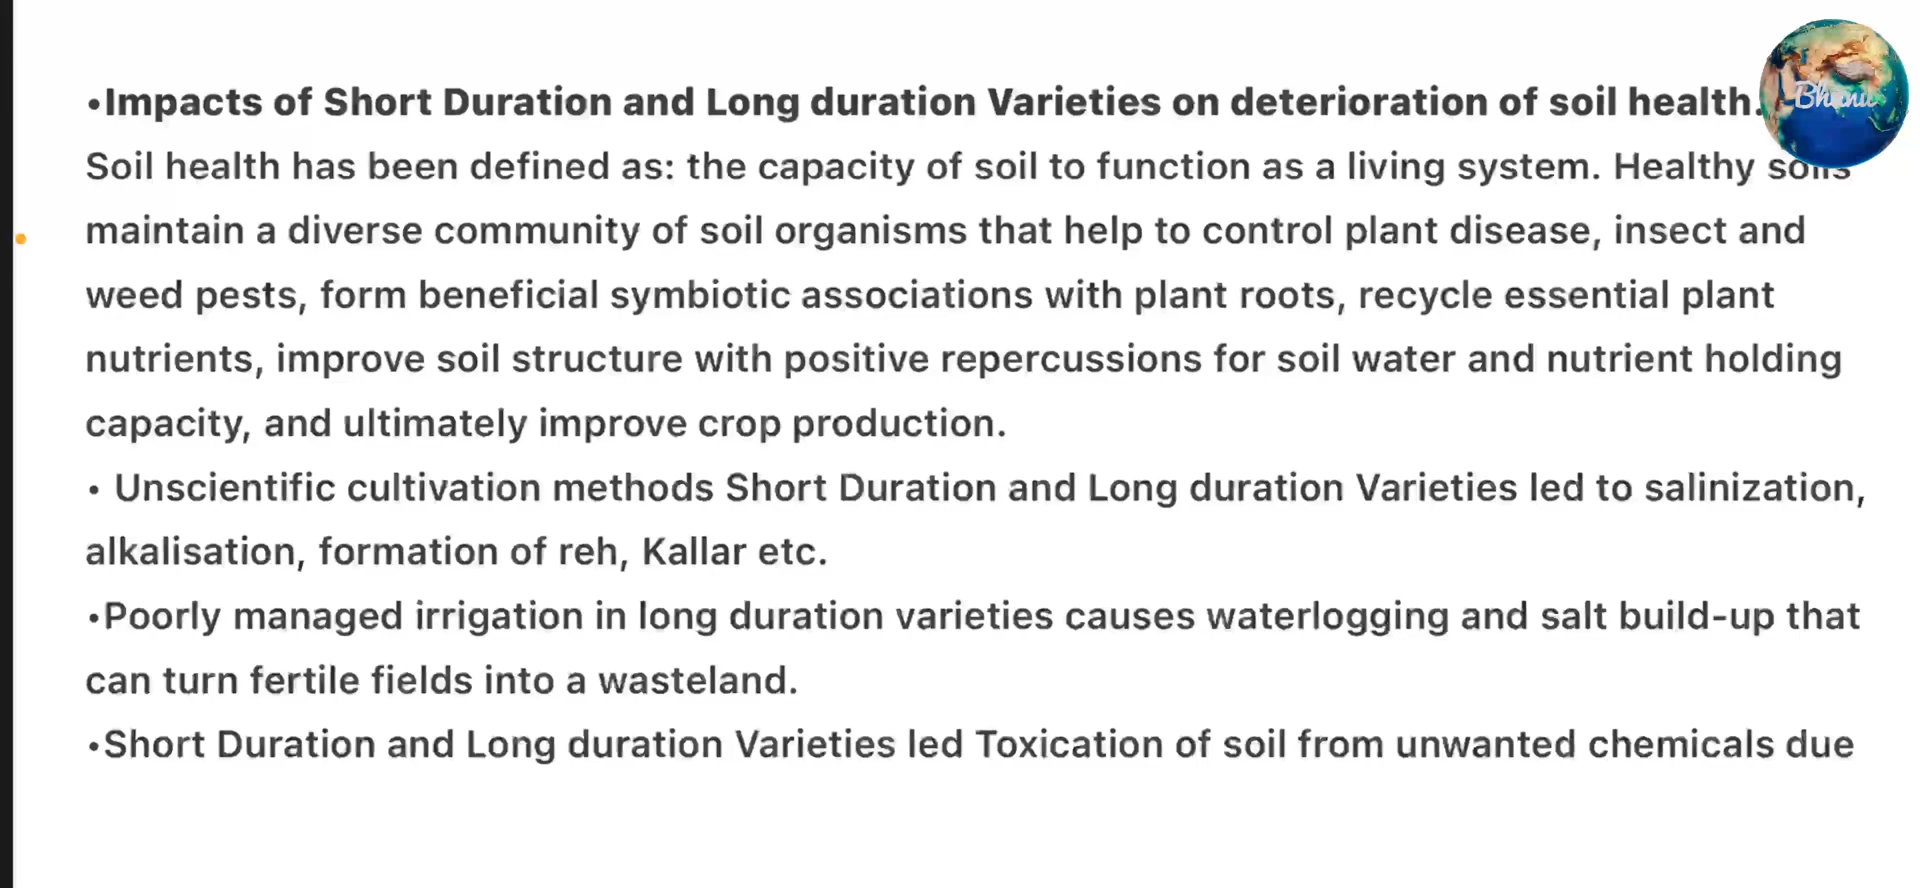 •Impacts of Short Duration and Long duration Varieties on deterioration of soil health.
Soil health has been defined as: the capacity of soil to function as a living system. Healthy soils
maintain a diverse community of soil organisms that help to control plant disease, insect and
weed pests, form beneficial symbiotic associations with plant roots, recycle essential plant
nutrients, improve soil structure with positive repercussions for soil water and nutrient holding
capacity, and ultimately improve crop production.
• Unscientific cultivation methods Short Duration and Long duration Varieties led to salinization,
alkalisation, formation of reh, Kallar etc.
•Poorly managed irrigation in long duration varieties causes waterlogging and salt build-up that
can turn fertile fields into a wasteland.
•Short Duration and Long duration Varieties led Toxication of soil from unwanted chemicals due